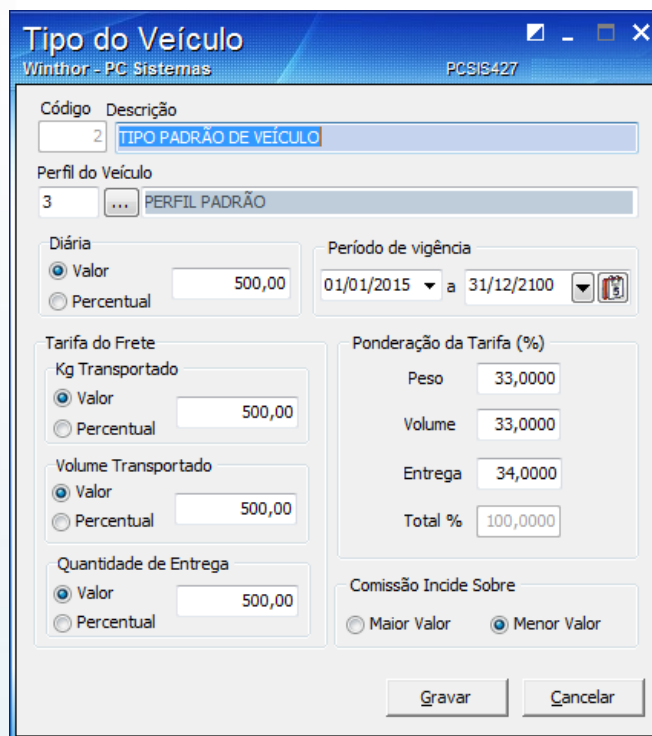 Tipo do Veículo
Winthor - PC Sistemas PCSIS427
Código Descrição
2 TIPO PADRÃO DE VEÍCULO
Perfil do Veículo
3 ... PERFIL PADRÃO
Diária
Valor
Percentual
500,00
Período de vigência
01/01/2015 a 31/12/2100 5
Tarifa do Frete
Kg Transportado
Valor
Percentual
500,00
Volume Transportado
Valor
Percentual
500,00
Quantidade de Entrega
Valor
Percentual
500,00
Ponderação da Tarifa (%)
Peso 33,0000
Volume 33,0000
Entrega 34,0000
Total % 100,0000
Comissão Incide Sobre
Maior Valor Menor Valor
Gravar Cancelar